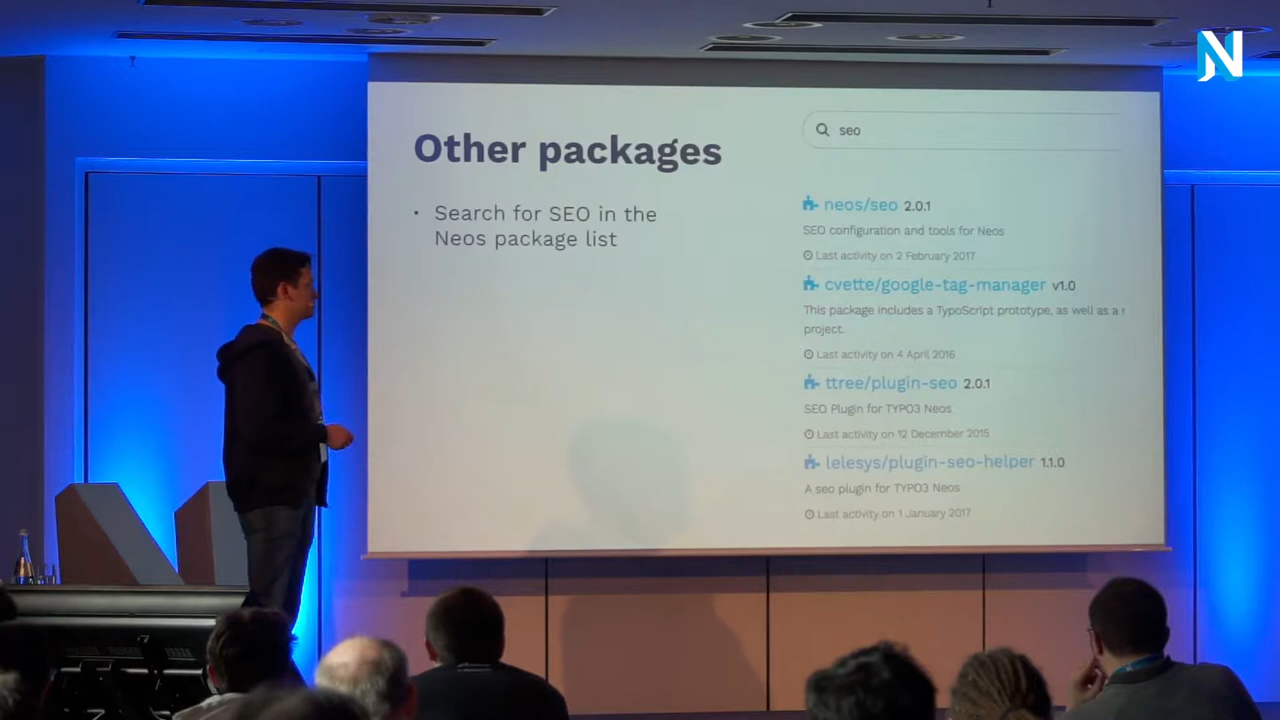 N
Other packages
• Search for SEO in the
Neos package list
seo
neos/seo 2.0.1
SEO configuration and tools for Neos
Last activity on 2 February 2017
cvette/google-tag-manager v1.0
This package includes a TypoScript prototype, as well as a
project.
Last activity on 4 April 2016
ttree/plugin-seo 2.0.1
SEO Plugin for TYPO3 Neos
Last activity on 12 December 2015
lelesys/plugin-seo-helper 1.1.0
A seo plugin for TYPO3 Neos
Last activity on 1 January 2017